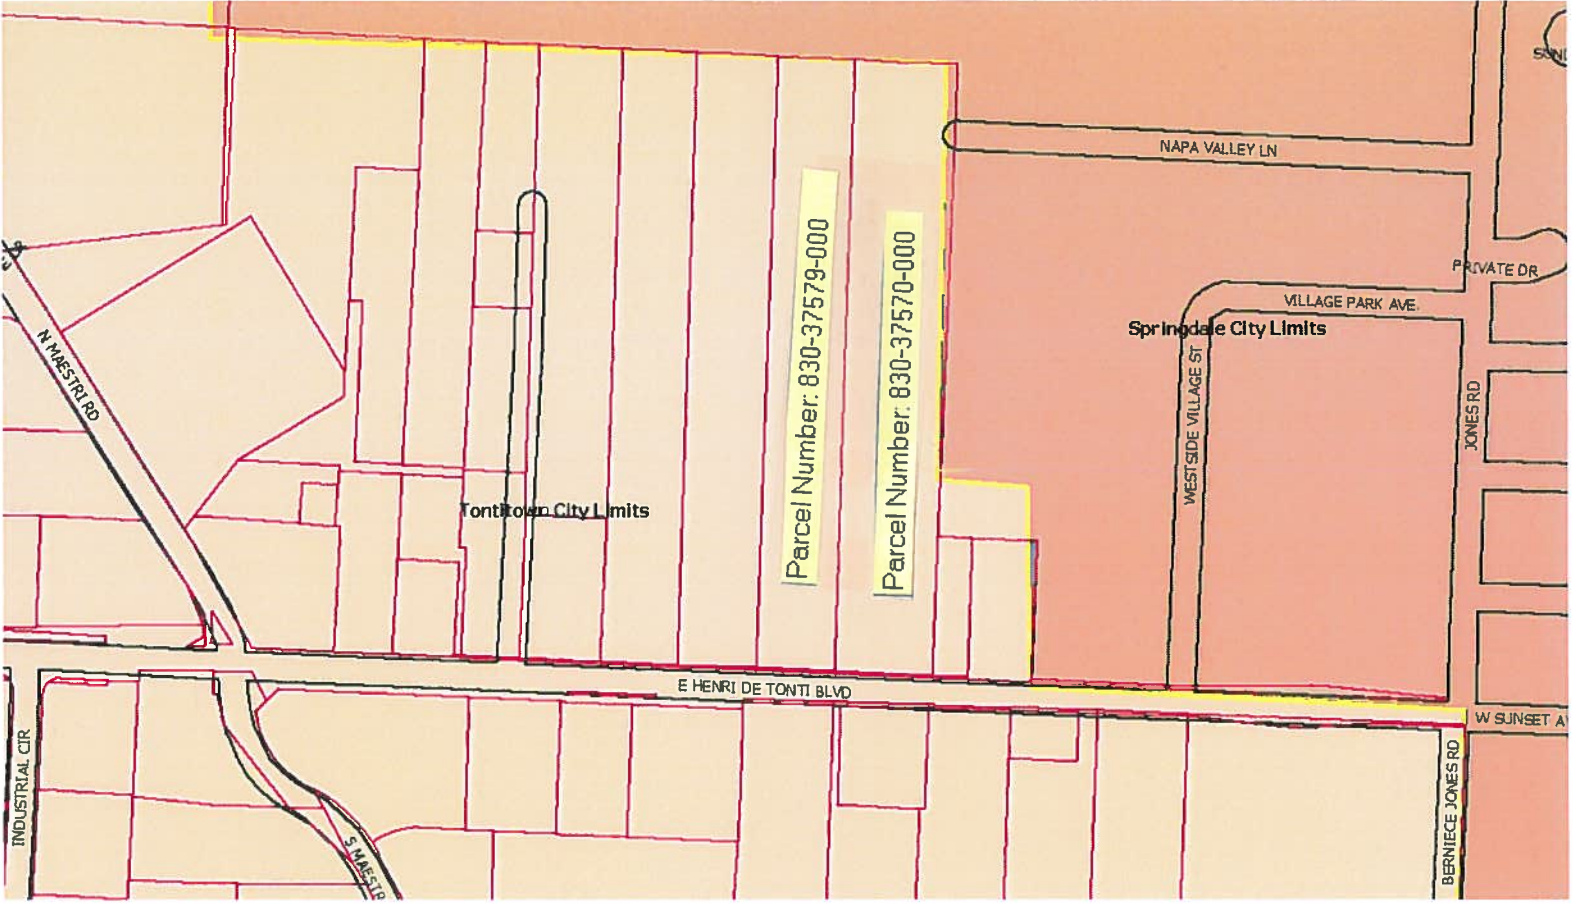 SUND
NAPA VALLEY LN
PRIVATE DR
VILLAGE PARK AVE.
Springdale City Limits
N MAESTRI RD
Parcel Number: 830-37579-000
Parcel Number: 830-37570-000
WESTSIDE VILLAGE ST
JONES RD
Tontitown City Limits
E HENRI DE TONTI BLVD
W SUNSET A
INDUSTRIAL CIR
S MAESTR
BERNIECE JONES RD